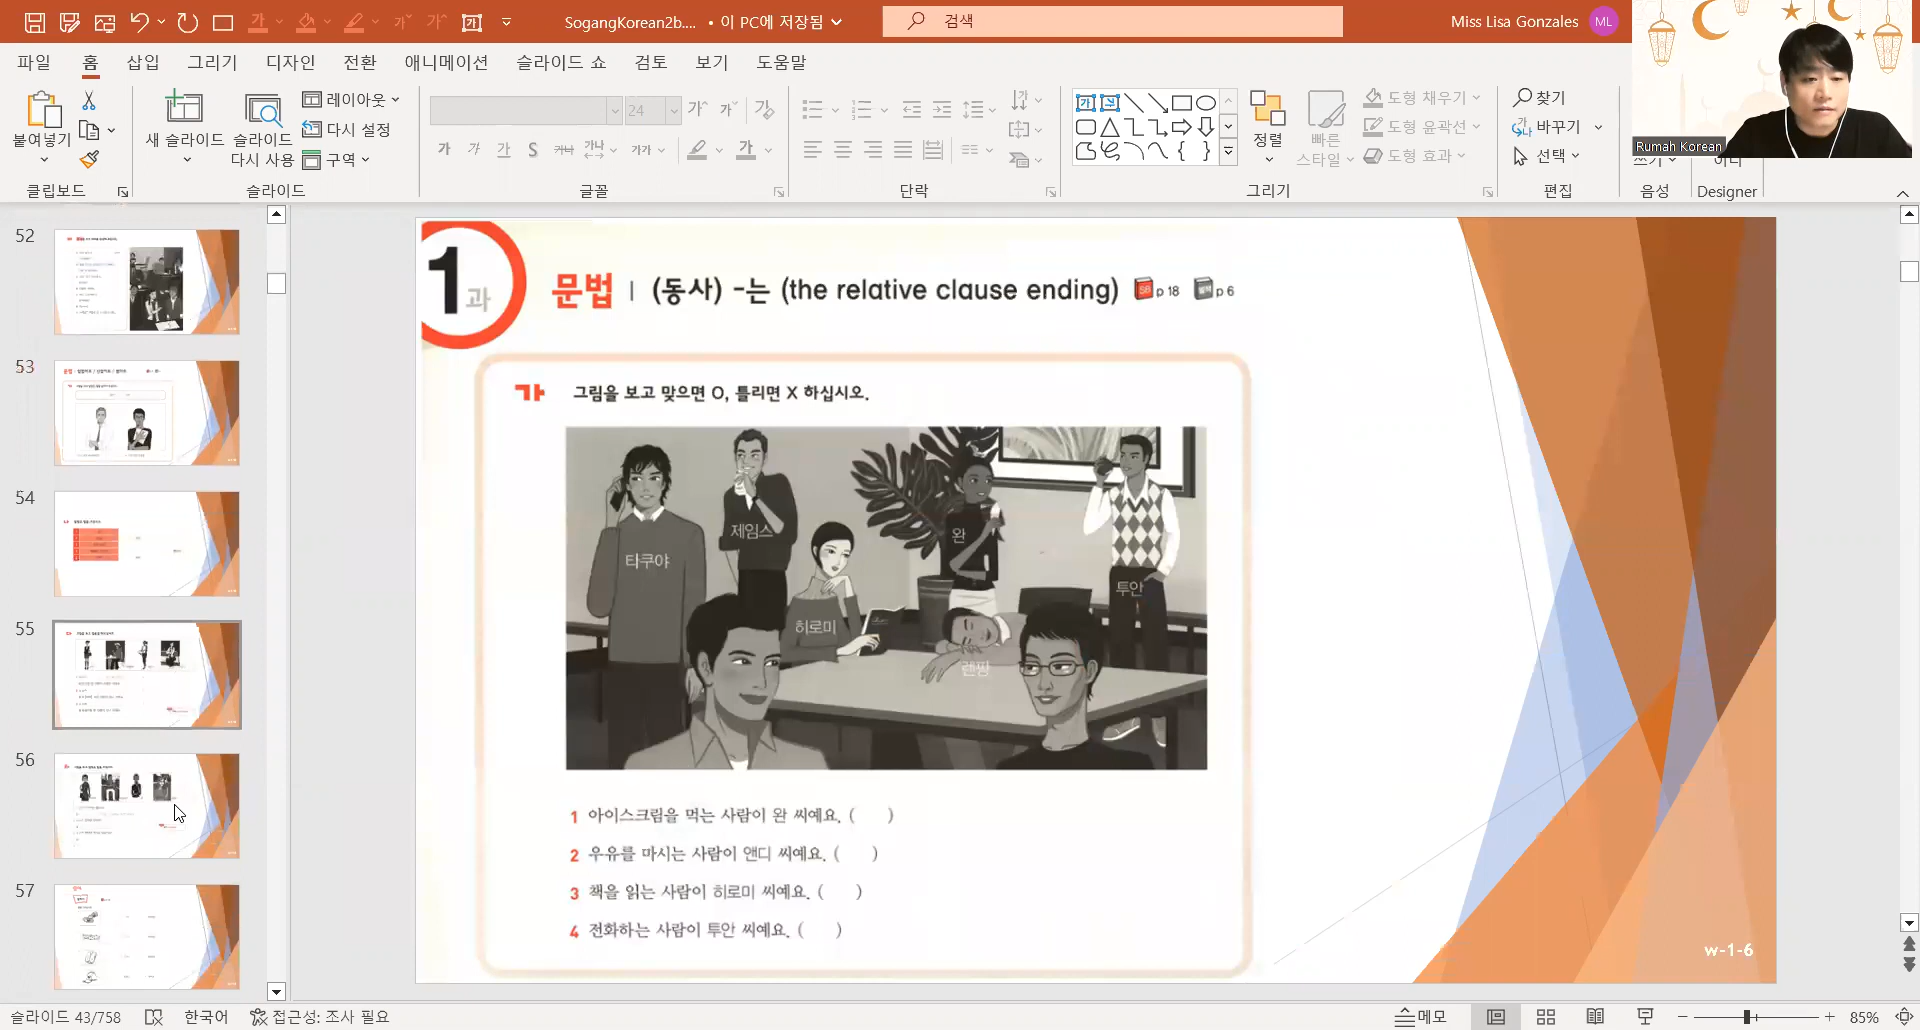 SogangKorean2b.... • 이 PC에 저장됨
검색
Miss Lisa Gonzales ML
파일 홈 삽입 그리기 디자인 전환 애니메이션 슬라이드 쇼 검토 보기 도움말
붙여넣기
새 슬라이드
슬라이드 다시 사용
레이아웃
다시 설정
구역
24
정렬
빠른 스타일
도형 채우기
도형 윤곽선
도형 효과
찾기
바꾸기
선택
Rumah Korean
클립보드 슬라이드 글꼴 단락 그리기 편집 음성 Designer
52
53
54
55
56
57
1과
문법 | (동사) -는 (the relative clause ending) SB p 18 p 6
가 그림을 보고 맞으면 O, 틀리면 X 하십시오.
타쿠야
제임스
히로미
완
렌핑
투안
1 아이스크림을 먹는 사람이 완 씨예요. ( )
2 우유를 마시는 사람이 앤디 씨예요. ( )
3 책을 읽는 사람이 히로미 씨예요. ( )
4 전화하는 사람이 투안 씨예요. ( )
w-1-6
슬라이드 43/758 한국어 접근성: 조사 필요 메모 85%